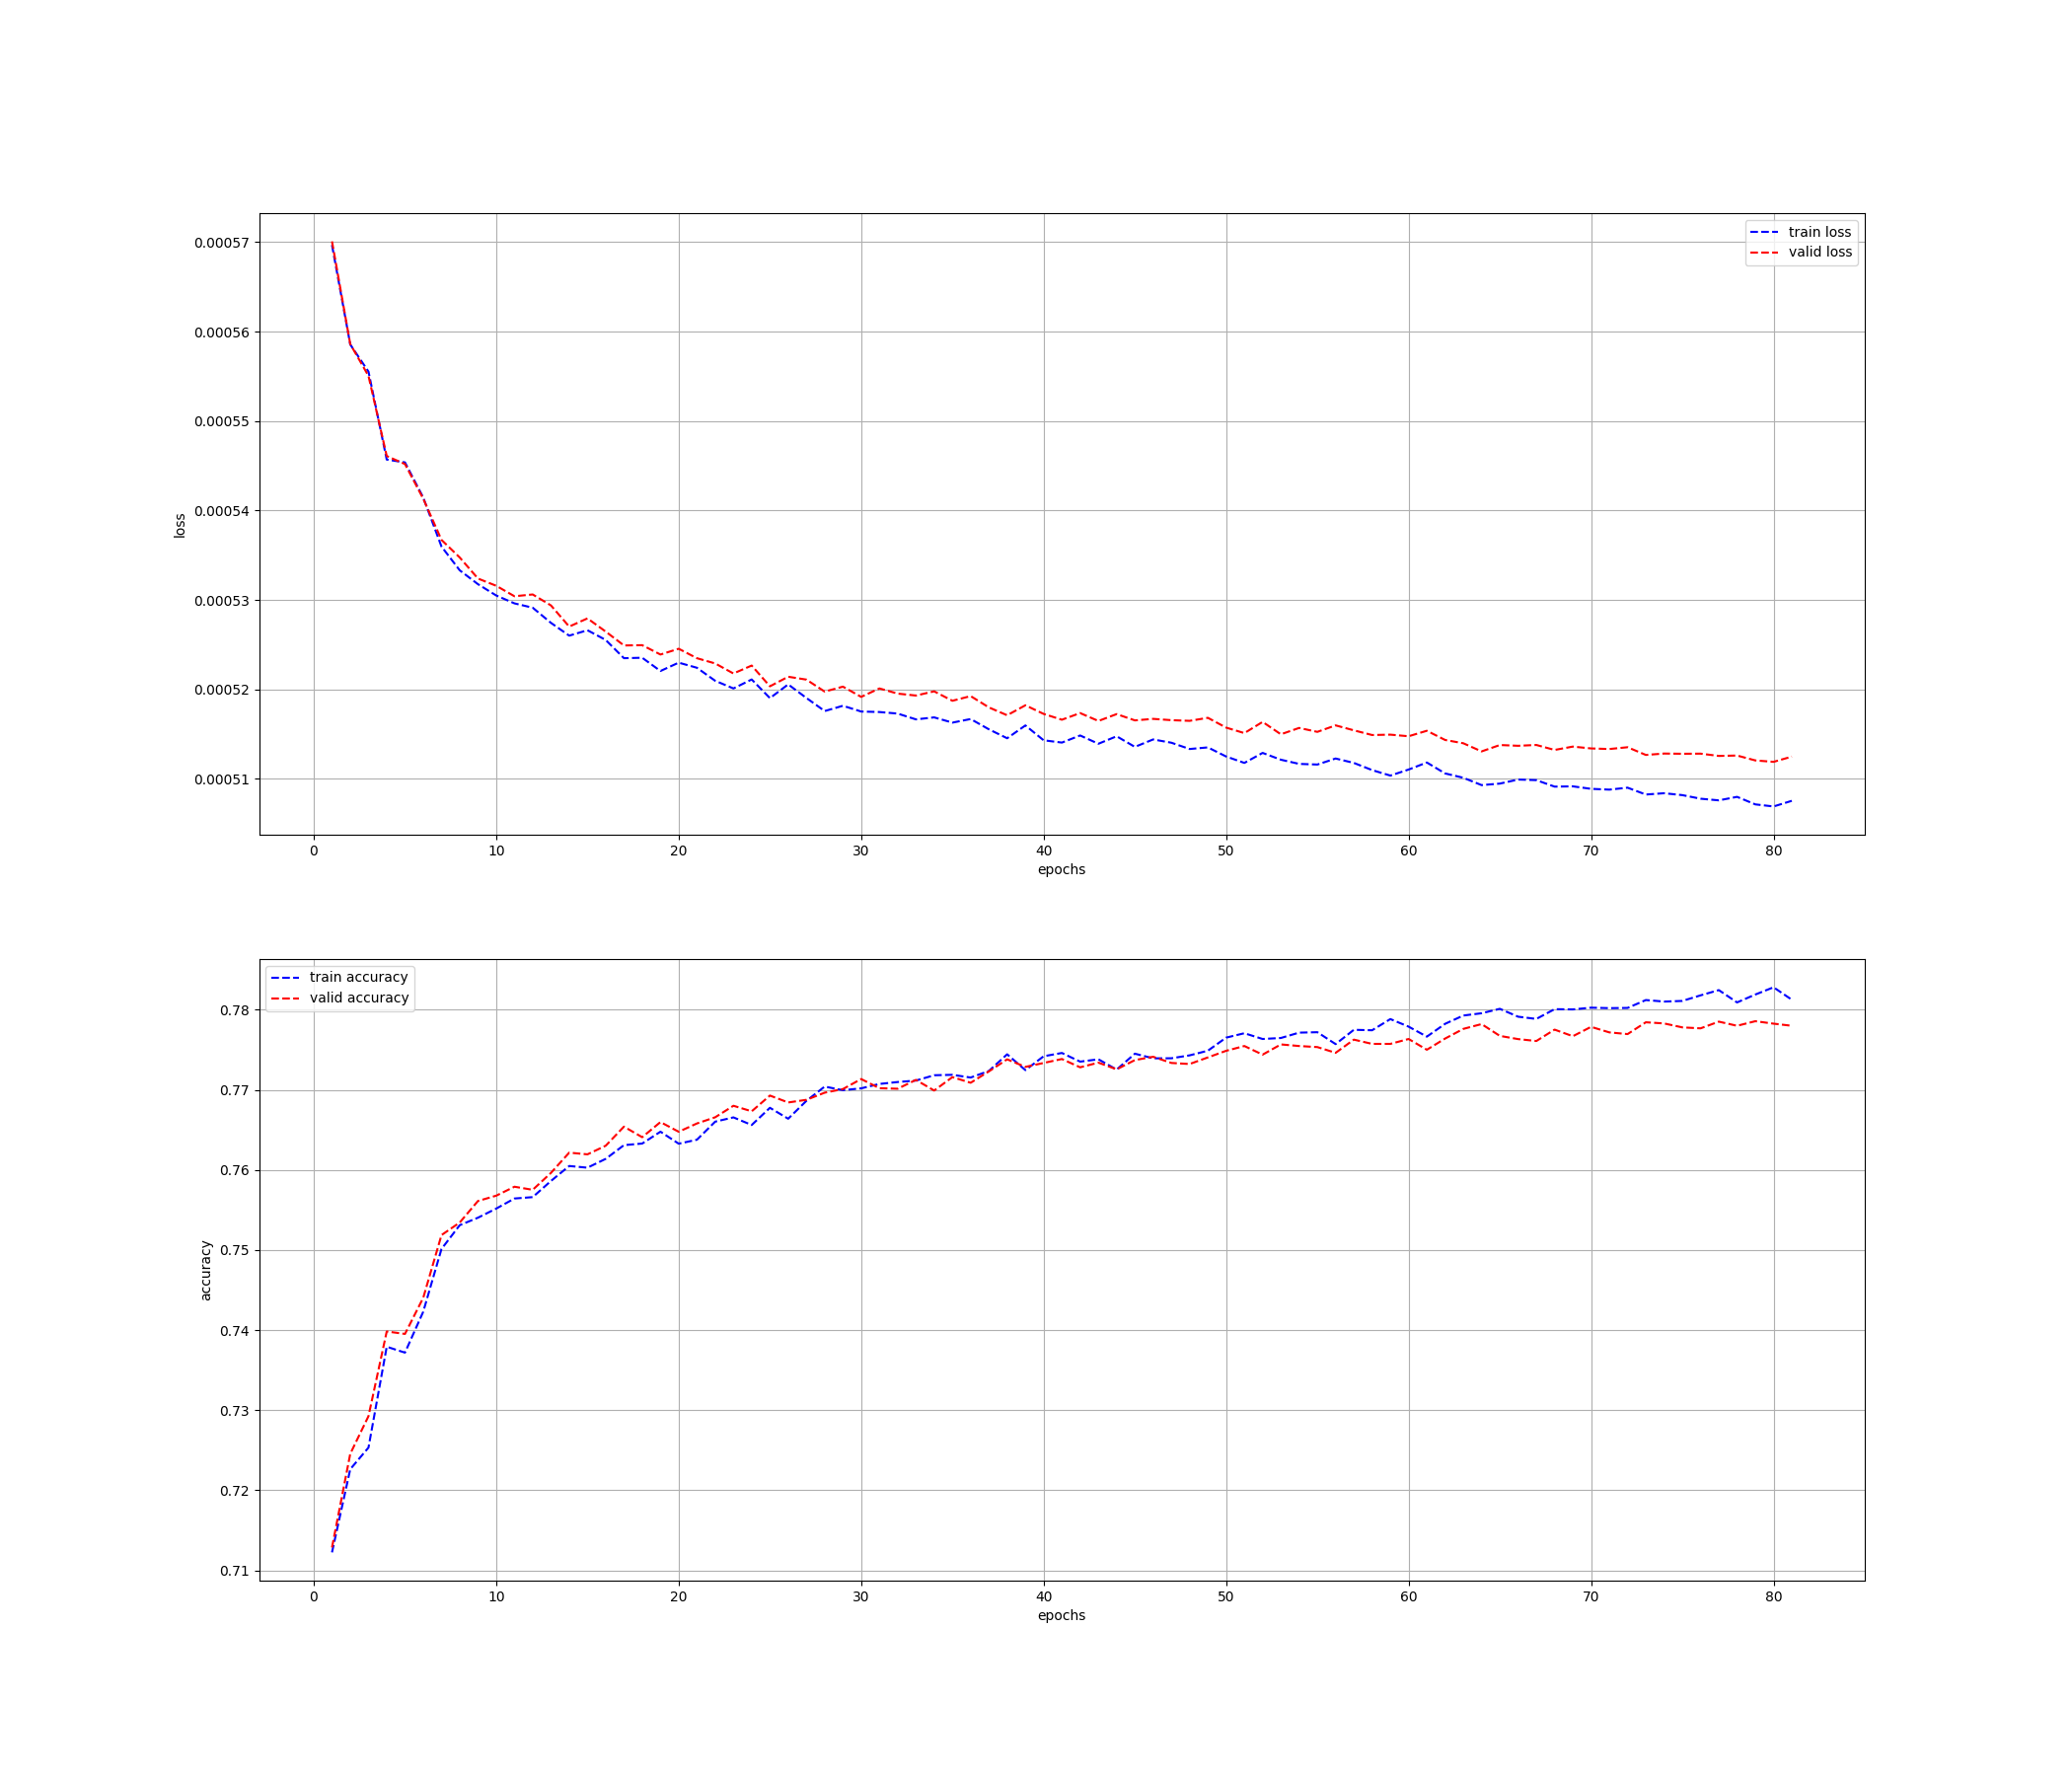 train loss
valid loss
0.00057
0.00056
0.00055
0.00054
0.00053
0.00052
0.00051
loss
0 10 20 30 40 50 60 70 80
epochs
train accuracy
valid accuracy
0.78
0.77
0.76
0.75
0.74
0.73
0.72
0.71
accuracy
0 10 20 30 40 50 60 70 80
epochs